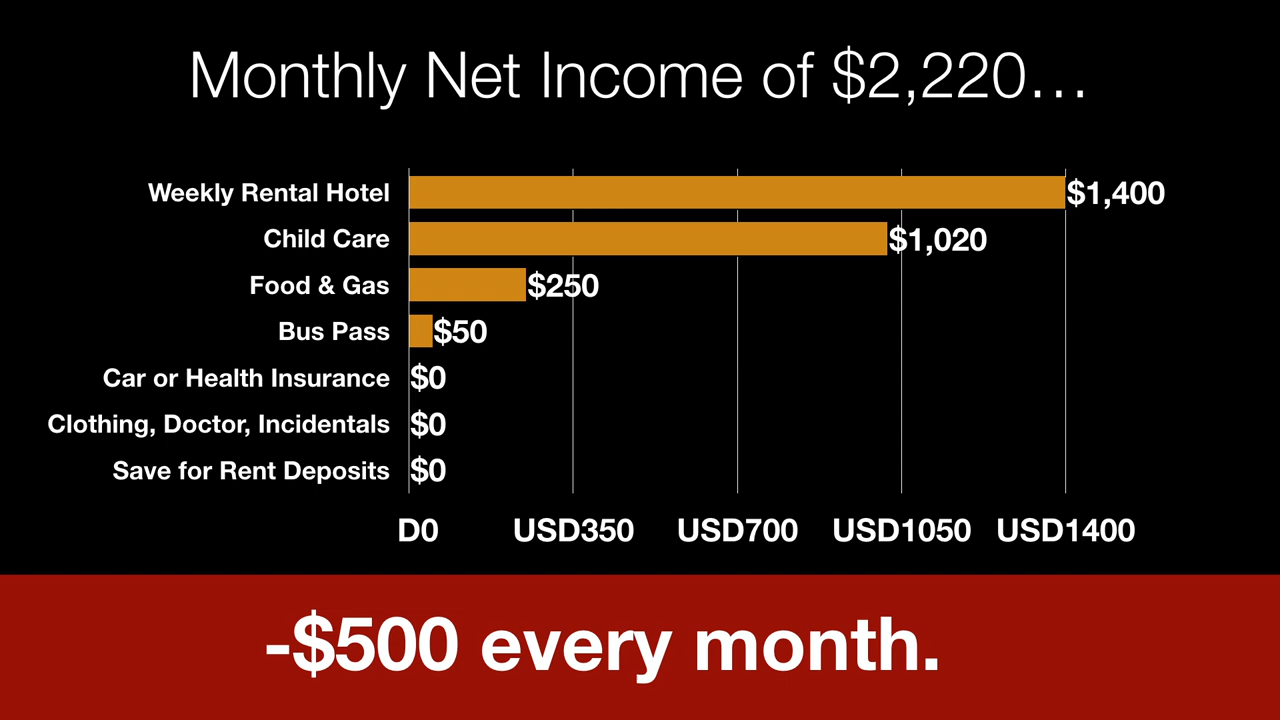 Monthly Net Income of $2,220…
Weekly Rental Hotel $1,400
Child Care $1,020
Food & Gas $250
Bus Pass $50
Car or Health Insurance $0
Clothing, Doctor, Incidentals $0
Save for Rent Deposits $0
D0 USD350 USD700 USD1050 USD1400
-$500 every month.